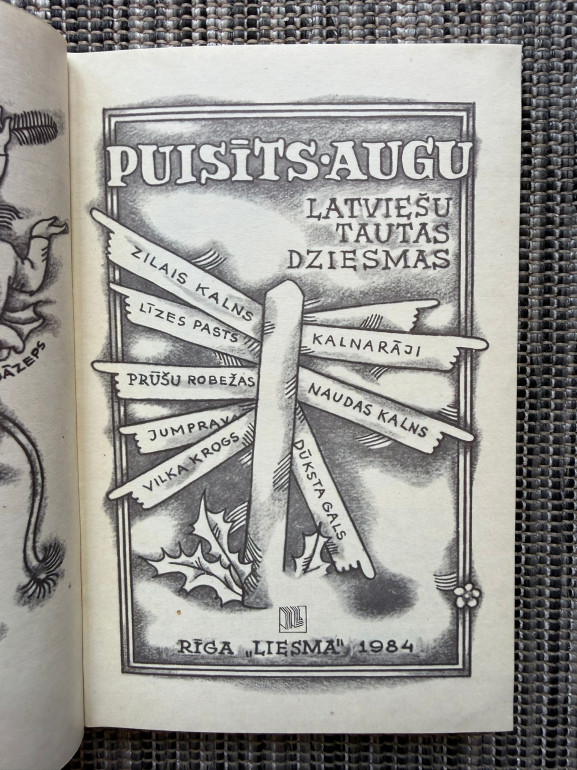 PUISĪTS·AUGU
LATVIEŠU
TAUTAS
DZIESMAS
ZILAIS KALNS
LĪZES PASTS
KALNARĀJI
PRŪŠU ROBEŽAS
NAUDAS KALNS
JUMPRAVA
VILKA KROGS
DŪKSTA GALS
RĪGA „LIESMA" 1984